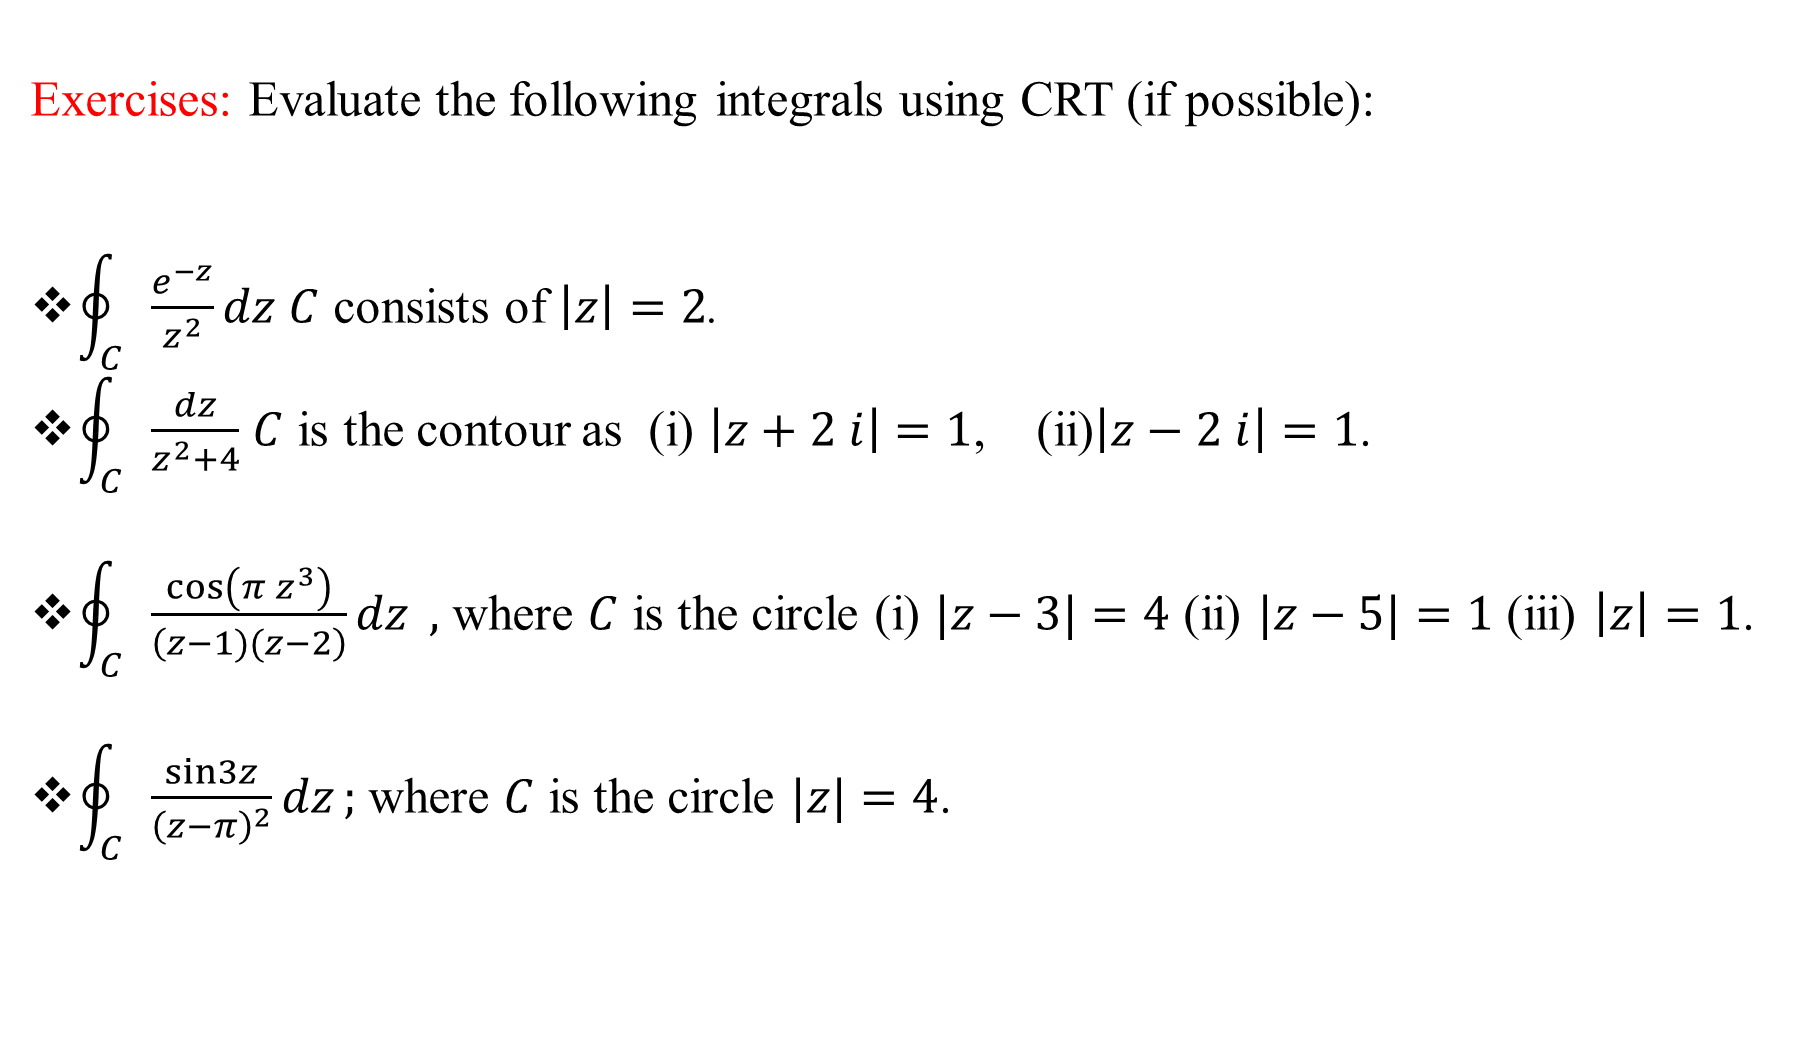 Exercises: Evaluate the following integrals using CRT (if possible):
❖∮_C e^{−z}/z² dz C consists of |z| = 2.
❖∮_C dz/(z²+4) C is the contour as (i) |z + 2 i| = 1, (ii)|z − 2 i| = 1.
❖∮_C cos(π z³)/((z−1)(z−2)) dz , where C is the circle (i) |z − 3| = 4 (ii) |z − 5| = 1 (iii) |z| = 1.
❖∮_C sin3z/(z−π)² dz ; where C is the circle |z| = 4.